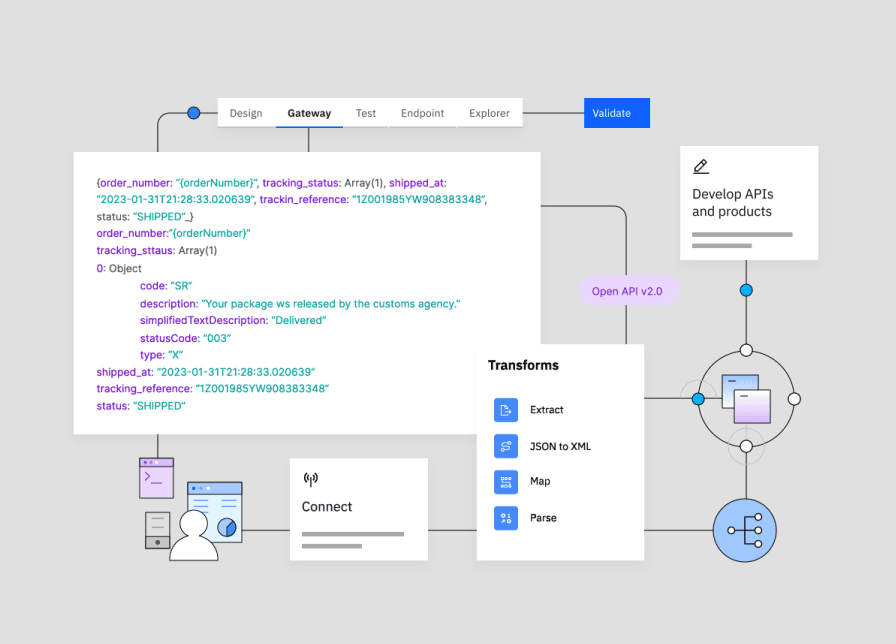 Design Gateway Test Endpoint Explorer Validate
{order_number: “{orderNumber}”, tracking_status: Array(1), shipped_at:
“2023-01-31T21:28:33.020639”, trackin_reference: “1Z001985YW908383348”,
status: “SHIPPED”_}
order_number:“{orderNumber}”
tracking_sttaus: Array(1)
0: Object
code: “SR”
description: “Your package ws released by the customs agency.”
simplifiedTextDescription: “Delivered”
statusCode: “003”
type: “X”
shipped_at: “2023-01-31T21:28:33.020639”
tracking_reference: “1Z001985YW908383348”
status: “SHIPPED”
Develop APIs
and products
Open API v2.0
Transforms
Extract
JSON to XML
Map
Parse
Connect